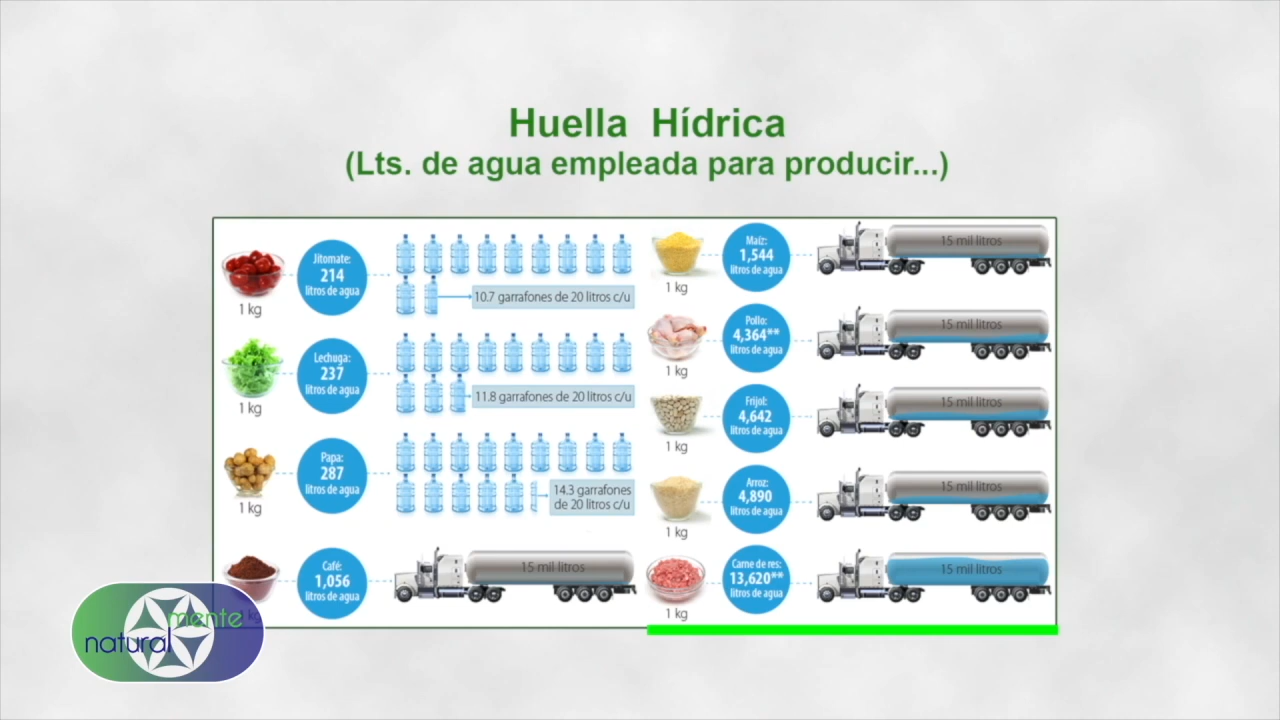 Huella Hídrica
(Lts. de agua empleada para producir...)
Jitomate:
214
litros de agua
1 kg
10.7 garrafones de 20 litros c/u
Lechuga:
237
litros de agua
1 kg
11.8 garrafones de 20 litros c/u
Papa:
287
litros de agua
1 kg
14.3 garrafones
de 20 litros c/u
Café:
1,056
litros de agua
1 kg
15 mil litros
Maíz:
1,544
litros de agua
1 kg
15 mil litros
Pollo:
4,364**
litros de agua
1 kg
15 mil litros
Frijol:
4,642
litros de agua
1 kg
15 mil litros
Arroz:
4,890
litros de agua
1 kg
15 mil litros
Carne de res:
13,620**
litros de agua
1 kg
15 mil litros
mente
natural